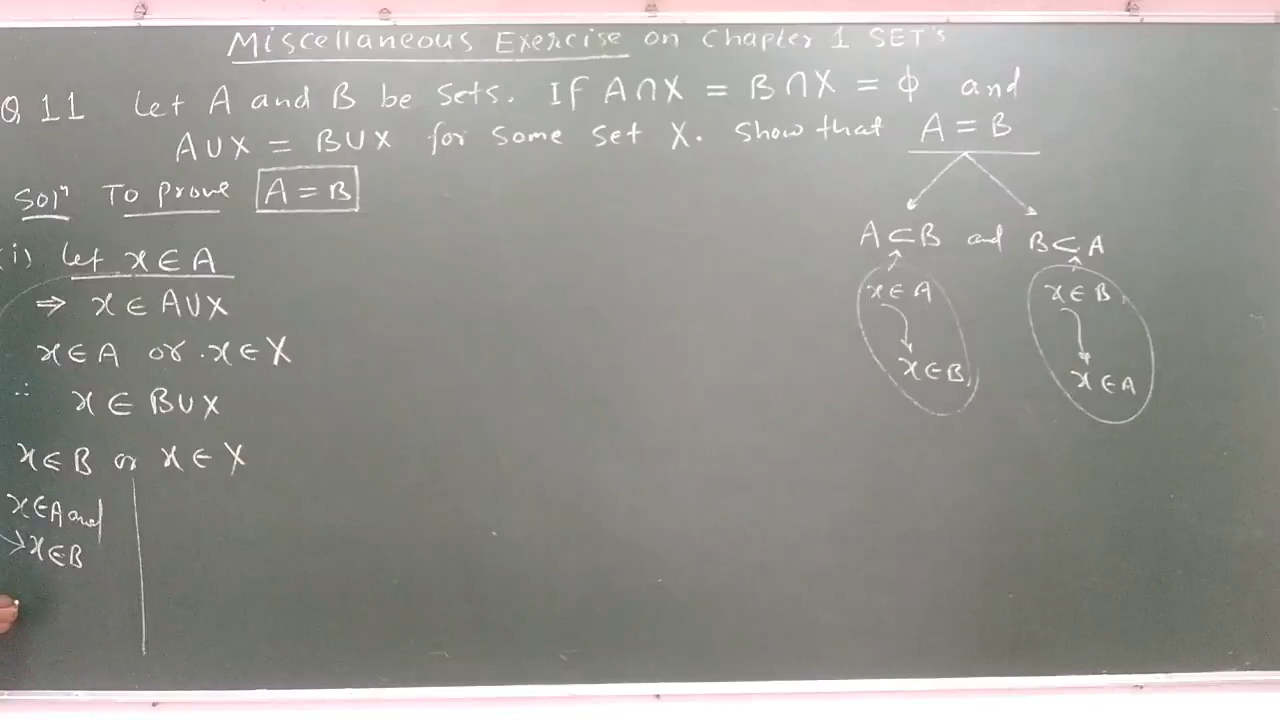 Miscellaneous Exercise on Chapter 1 SET's
Q 11 Let A and B be sets. If A∩X = B∩X = ϕ and
A∪X = B∪X for some set X. Show that A = B
Solⁿ To prove A = B
(i) Let x∈A
⇒ x ∈ A∪X
x∈A or x∈X
∴ x ∈ B∪X
x∈B or x∈X
x∈A and
x∈B
A⊂B and B⊂A
x∈A
x∈B,
x∈B,
x∈A